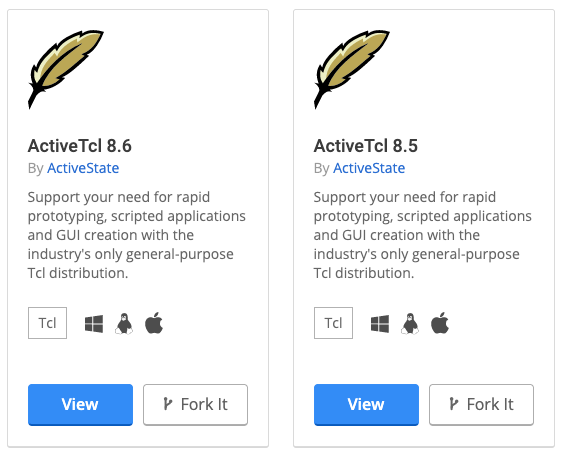 ActiveTcl 8.6
By ActiveState
Support your need for rapid
prototyping, scripted applications
and GUI creation with the
industry's only general-purpose
Tcl distribution.
Tcl
View
Fork It
ActiveTcl 8.5
By ActiveState
Support your need for rapid
prototyping, scripted applications
and GUI creation with the
industry's only general-purpose
Tcl distribution.
Tcl
View
Fork It